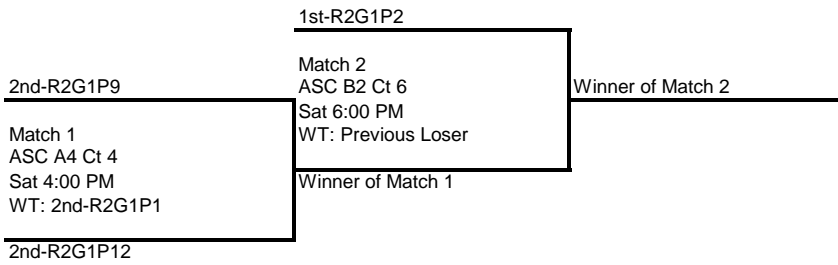 1st-R2G1P2
Match 2
ASC B2 Ct 6
Sat 6:00 PM
WT: Previous Loser
Winner of Match 2
2nd-R2G1P9
Match 1
ASC A4 Ct 4
Sat 4:00 PM
WT: 2nd-R2G1P1
Winner of Match 1
2nd-R2G1P12